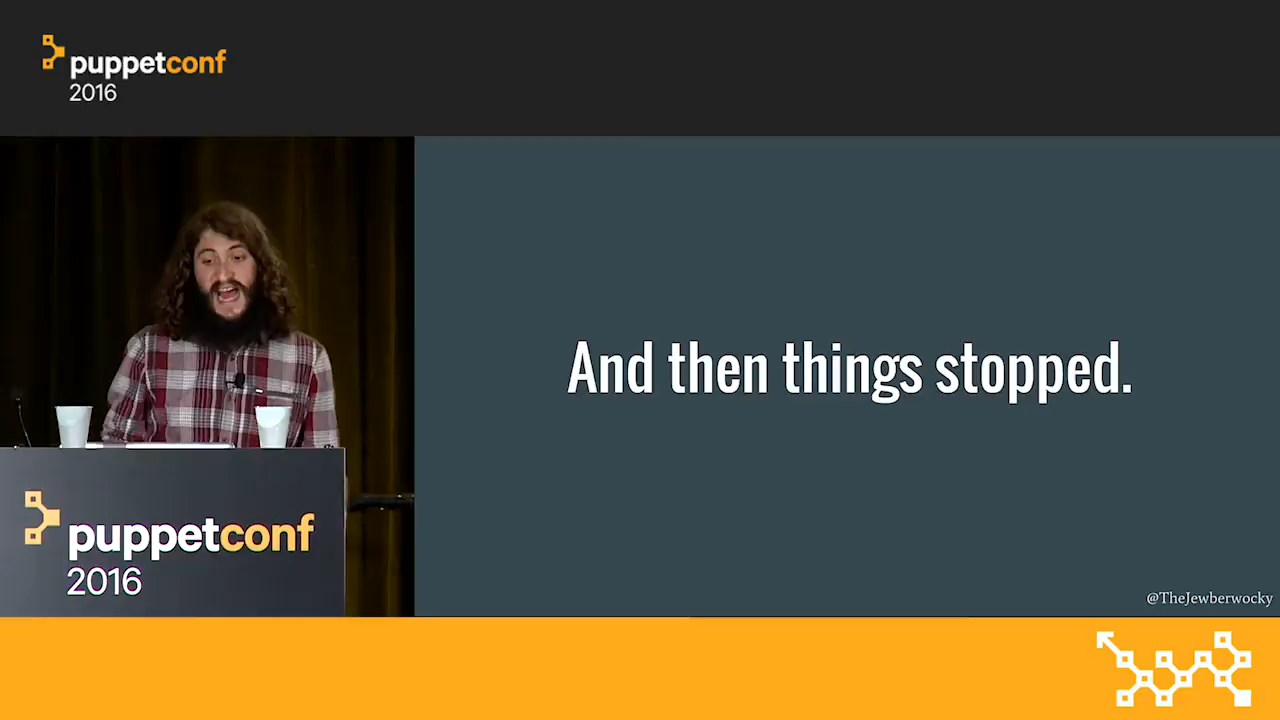 puppetconf
2016
And then things stopped.
puppetconf
2016
@TheJewberwocky